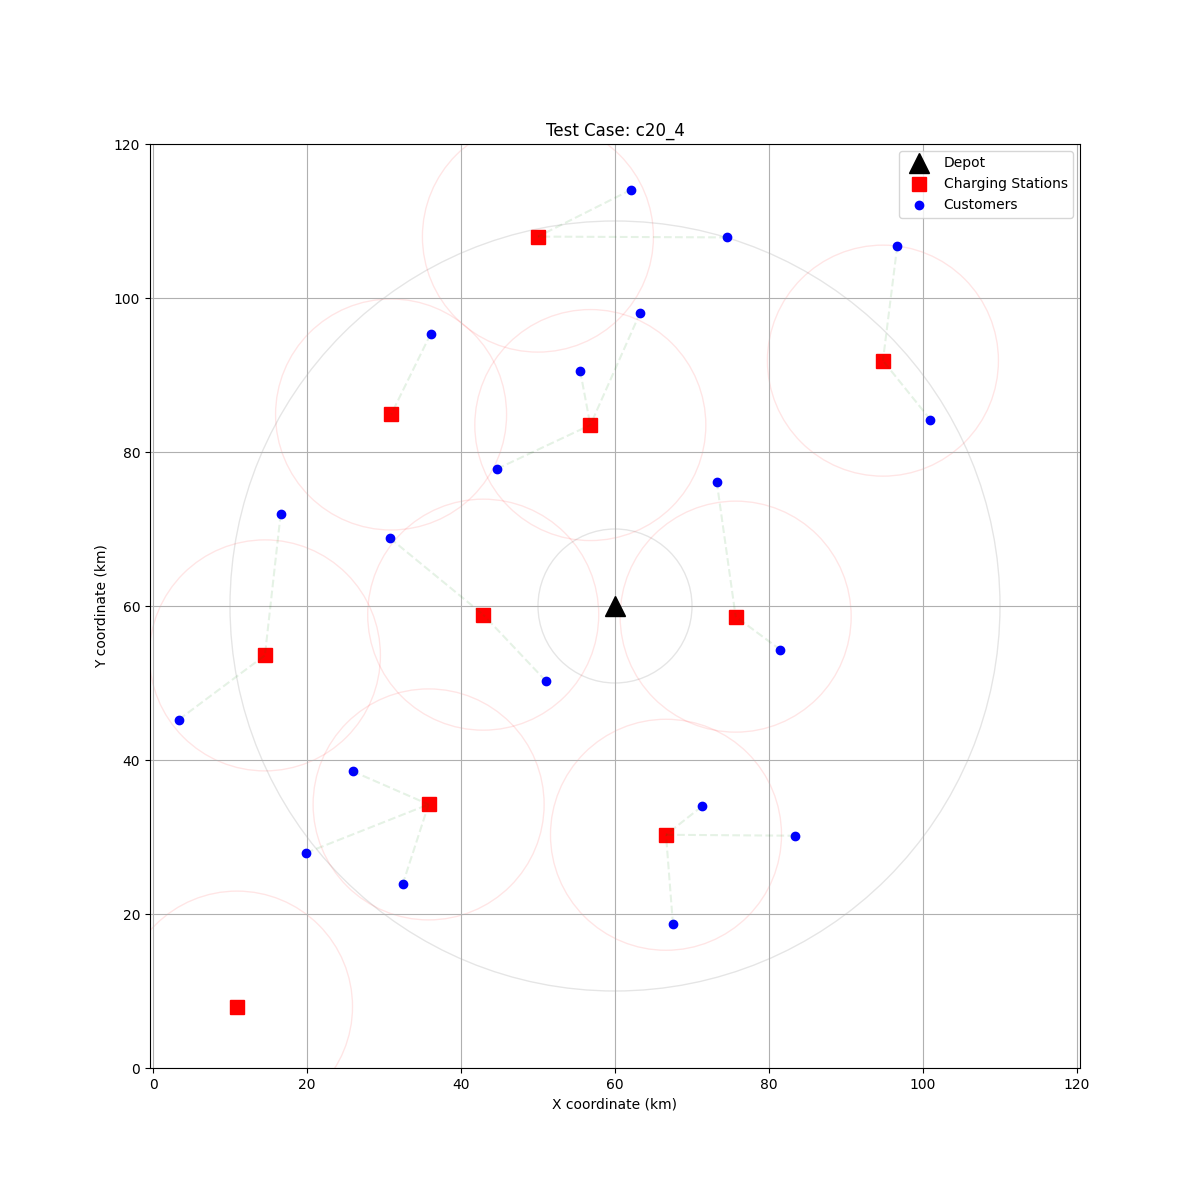 Test Case: c20_4
Depot
Charging Stations
Customers
120
100
80
60
40
20
0
Y coordinate (km)
0 20 40 60 80 100 120
X coordinate (km)